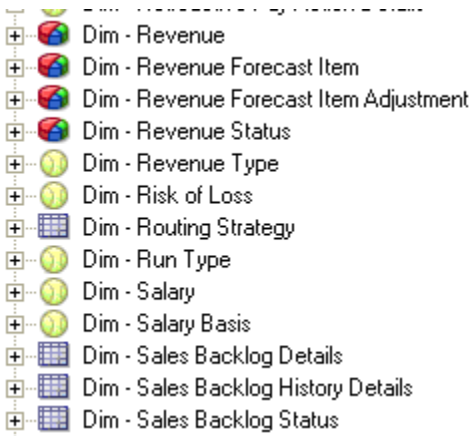 Dim - Revenue
Dim - Revenue Forecast Item
Dim - Revenue Forecast Item Adjustment
Dim - Revenue Status
Dim - Revenue Type
Dim - Risk of Loss
Dim - Routing Strategy
Dim - Run Type
Dim - Salary
Dim - Salary Basis
Dim - Sales Backlog Details
Dim - Sales Backlog History Details
Dim - Sales Backlog Status